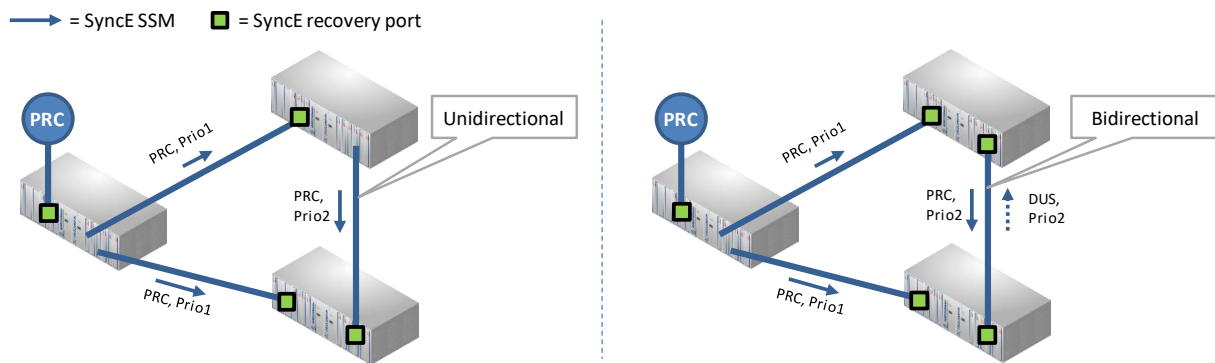 = SyncE SSM
= SyncE recovery port
PRC
PRC, Prio1
Unidirectional
PRC,
Prio2
PRC, Prio1
PRC
PRC, Prio1
Bidirectional
PRC,
Prio2
DUS,
Prio2
PRC, Prio1